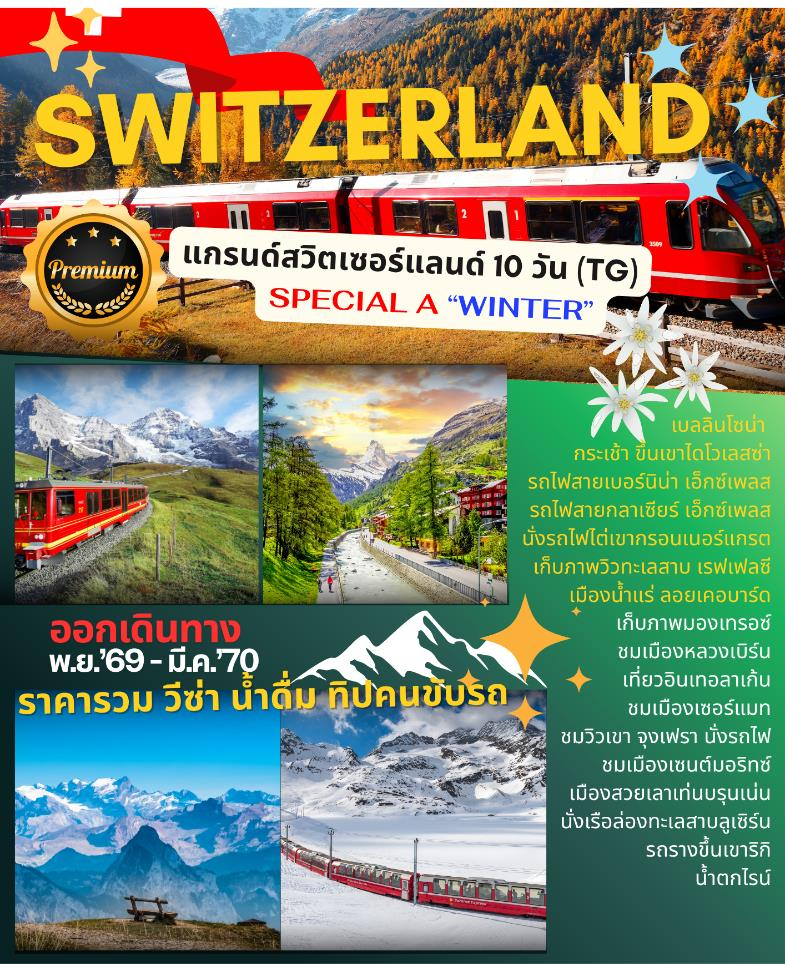 SWITZERLAND
Premium
แกรนด์สวิตเซอร์แลนด์ 10 วัน (TG)
SPECIAL A “WINTER”
เบลลินโซน่า
กระเช้า ขึ้นเขาไดโวเลสซ่า
รถไฟสายเบอร์นิน่า เอ็กซ์เพลส
รถไฟสายกลาเซียร์ เอ็กซ์เพลส
นั่งรถไฟไต่เขากรอนเนอร์แกรต
เก็บภาพวิวทะเลสาบ เรฟเฟลซี
เมืองน้ำแร่ ลอยเคอบาร์ด
เก็บภาพมองเทรอซ์
ชมเมืองหลวงเบิร์น
เที่ยวอินเทอลาเก้น
ชมเมืองเซอร์แมท
ชมวิวเขา จุงเฟรา นั่งรถไฟ
ชมเมืองเซนต์มอริทซ์
เมืองสวยเลาเท่นบรุนเน่น
นั่งเรือล่องทะเลสาบลูเซิร์น
รถรางขึ้นเขาริกิ
น้ำตกไรน์
ออกเดินทาง
พ.ย.’69 - มี.ค.’70
ราคารวม วีซ่า น้ำดื่ม ทิปคนขับรถ